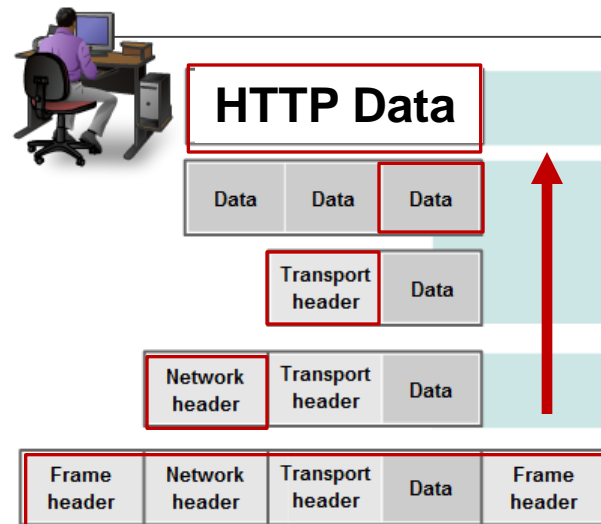 HTTP Data
Data Data Data
Transport
header Data
Network
header Transport
header Data
Frame
header Network
header Transport
header Data Frame
header